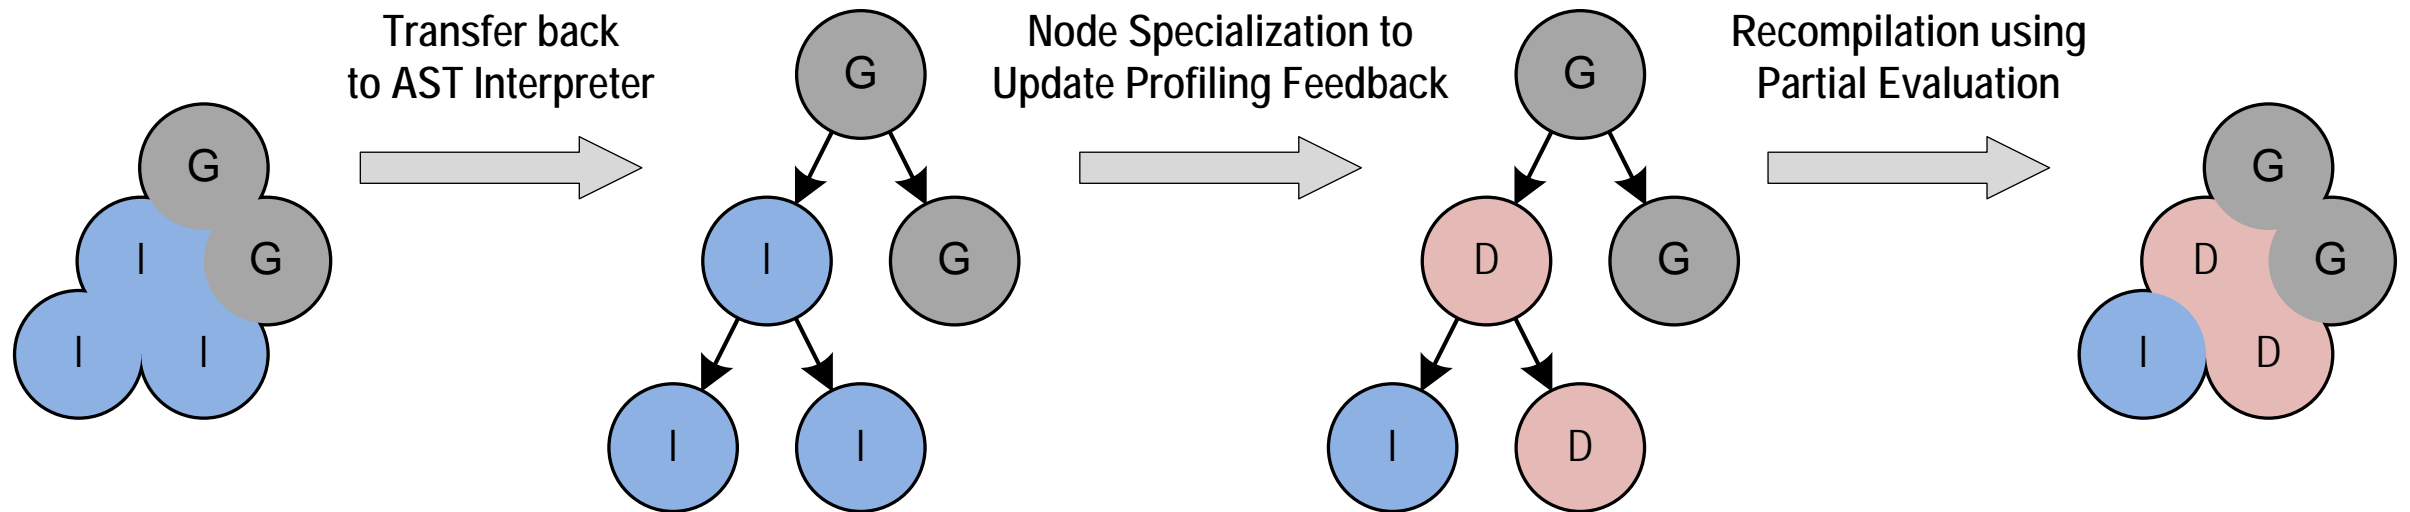 Transfer back
to AST Interpreter
Node Specialization to
Update Profiling Feedback
Recompilation using
Partial Evaluation
G
I
G
I
I
G
I
G
I
I
G
D
G
I
D
G
D
G
I
D